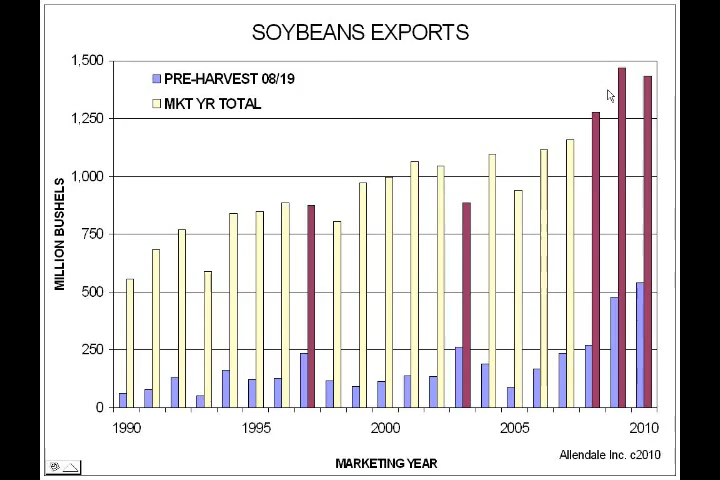 SOYBEANS EXPORTS
1,500
PRE-HARVEST 08/19
MKT YR TOTAL
1,250
1,000
750
500
250
0
MILLION BUSHELS
1990 1995 2000 2005 2010
MARKETING YEAR
Allendale Inc. c2010